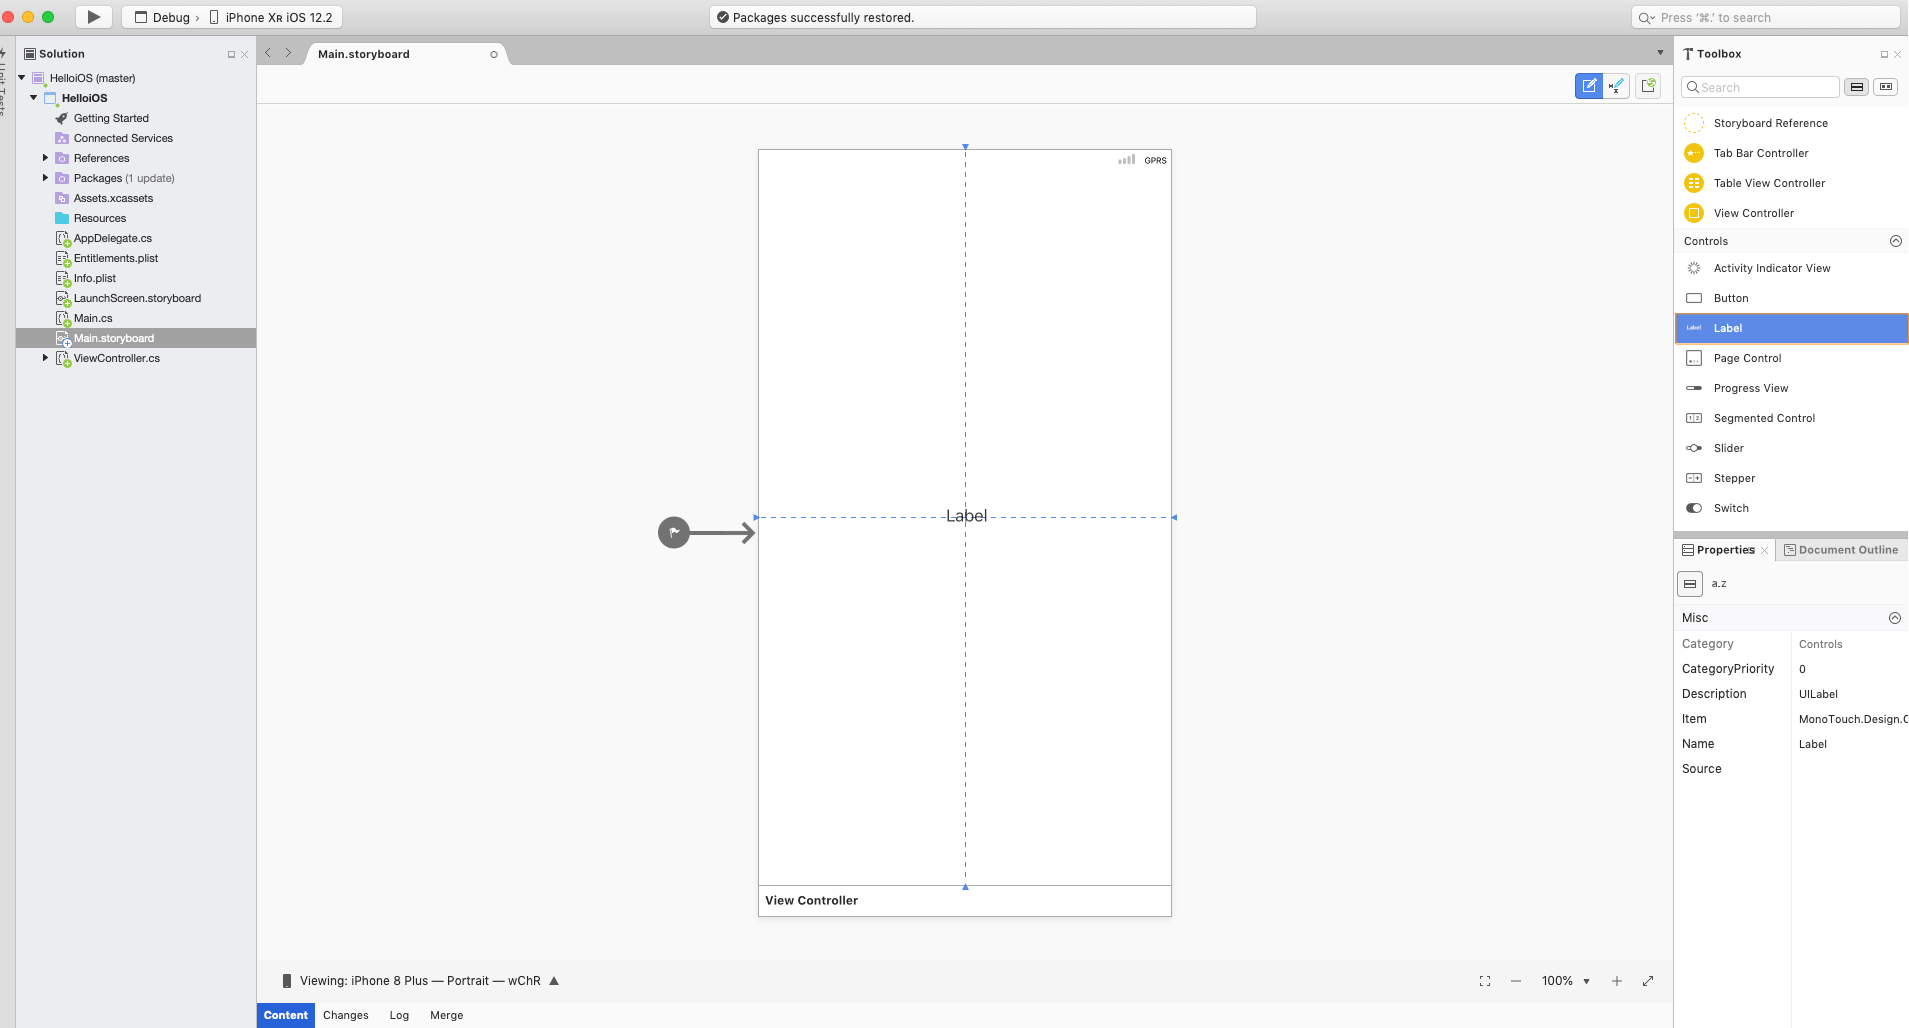 Debug › iPhone XR iOS 12.2
Packages successfully restored.
Press '⌘.' to search
Unit Tests
Solution
HelloiOS (master)
HelloiOS
Getting Started
Connected Services
References
Packages (1 update)
Assets.xcassets
Resources
AppDelegate.cs
Entitlements.plist
Info.plist
LaunchScreen.storyboard
Main.cs
Main.storyboard
ViewController.cs
Main.storyboard
GPRS
Label
View Controller
Viewing: iPhone 8 Plus — Portrait — wChR
100%
Content Changes Log Merge
Toolbox
Search
Storyboard Reference
Tab Bar Controller
Table View Controller
View Controller
Controls
Activity Indicator View
Button
Label Label
Page Control
Progress View
1 2 Segmented Control
Slider
Stepper
Switch
Properties Document Outline
a.z
Misc
Category Controls
CategoryPriority 0
Description UILabel
Item MonoTouch.Design.C
Name Label
Source